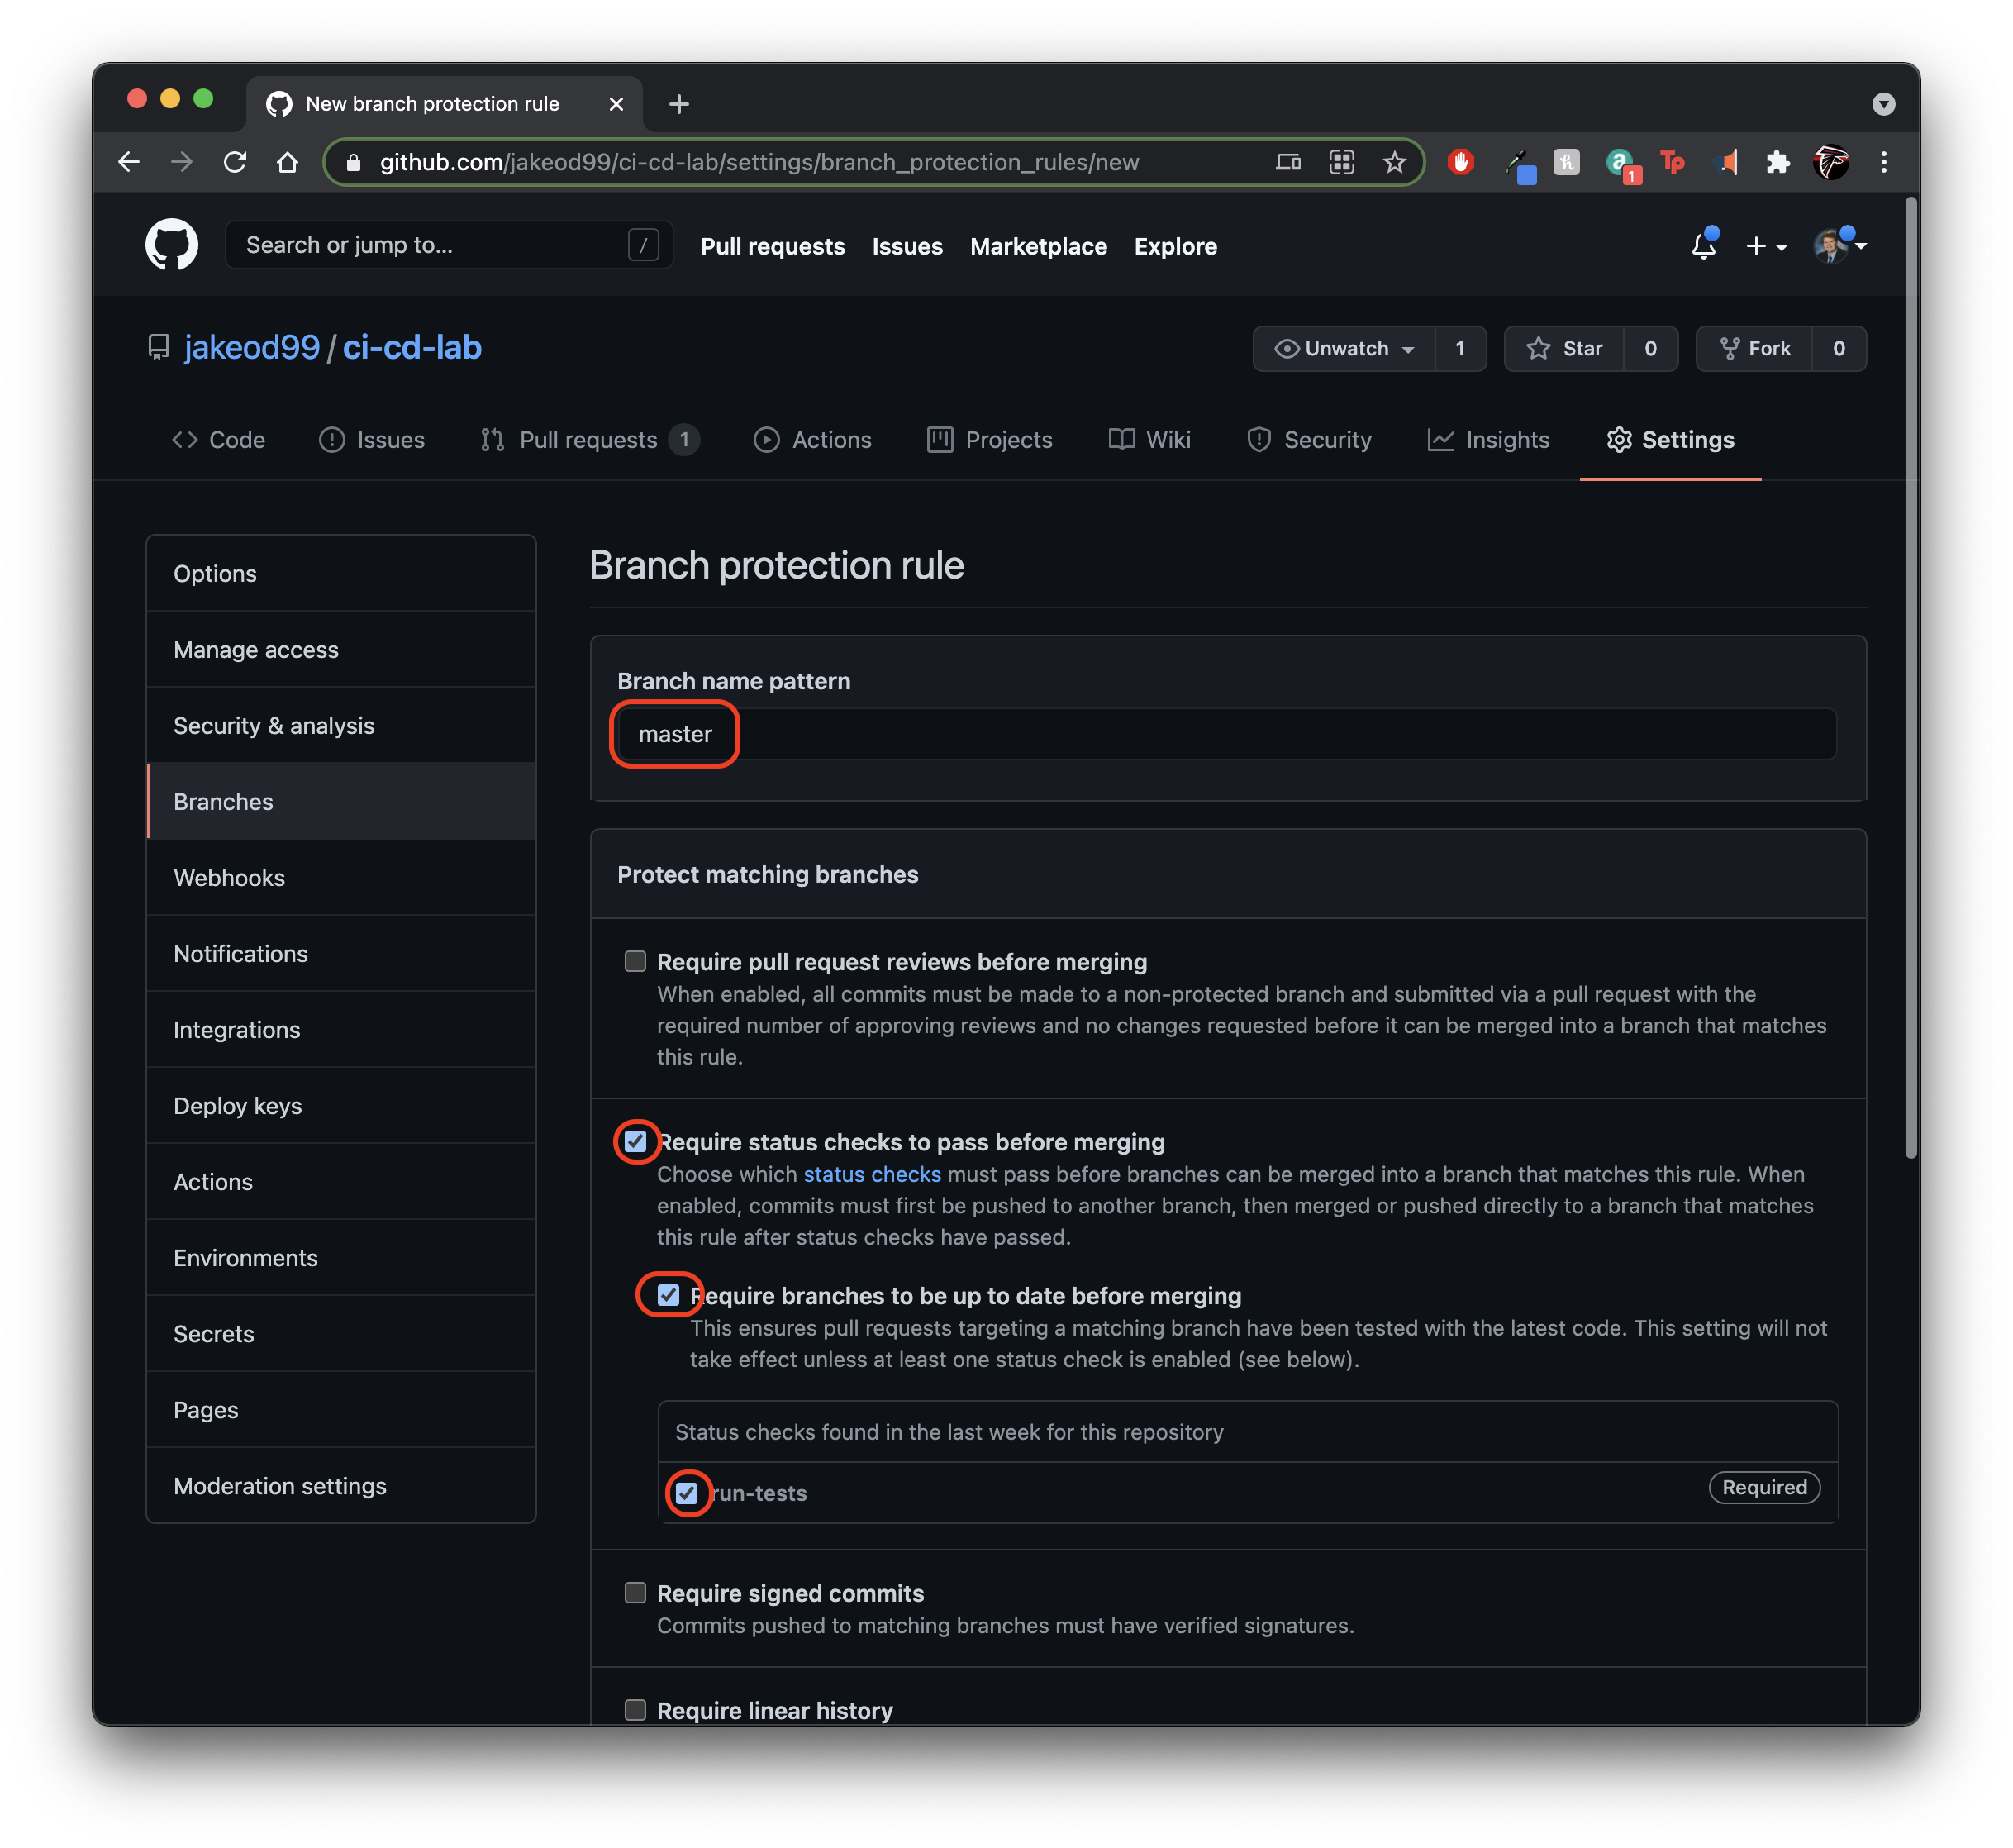 New branch protection rule
github.com/jakeod99/ci-cd-lab/settings/branch_protection_rules/new
h
a
1
Tp
Search or jump to...
/
Pull requests
Issues
Marketplace
Explore
jakeod99 / ci-cd-lab
Unwatch
1
Star
0
Fork
0
Code
Issues
Pull requests 1
Actions
Projects
Wiki
Security
Insights
Settings
Options
Manage access
Security & analysis
Branches
Webhooks
Notifications
Integrations
Deploy keys
Actions
Environments
Secrets
Pages
Moderation settings
Branch protection rule
Branch name pattern
master
Protect matching branches
Require pull request reviews before merging
When enabled, all commits must be made to a non-protected branch and submitted via a pull request with the
required number of approving reviews and no changes requested before it can be merged into a branch that matches
this rule.
Require status checks to pass before merging
Choose which status checks must pass before branches can be merged into a branch that matches this rule. When
enabled, commits must first be pushed to another branch, then merged or pushed directly to a branch that matches
this rule after status checks have passed.
Require branches to be up to date before merging
This ensures pull requests targeting a matching branch have been tested with the latest code. This setting will not
take effect unless at least one status check is enabled (see below).
Status checks found in the last week for this repository
run-tests
Required
Require signed commits
Commits pushed to matching branches must have verified signatures.
Require linear history